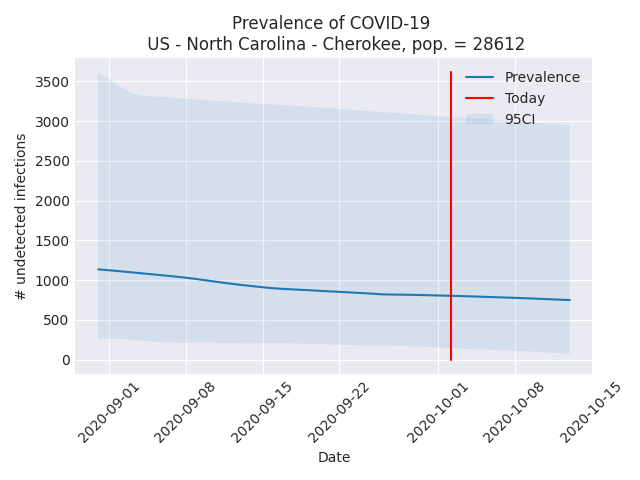 Prevalence of COVID-19
US - North Carolina - Cherokee, pop. = 28612
Prevalence
Today
95CI
# undetected infections
3500
3000
2500
2000
1500
1000
500
0
2020-09-01
2020-09-08
2020-09-15
2020-09-22
2020-10-01
2020-10-08
2020-10-15
Date